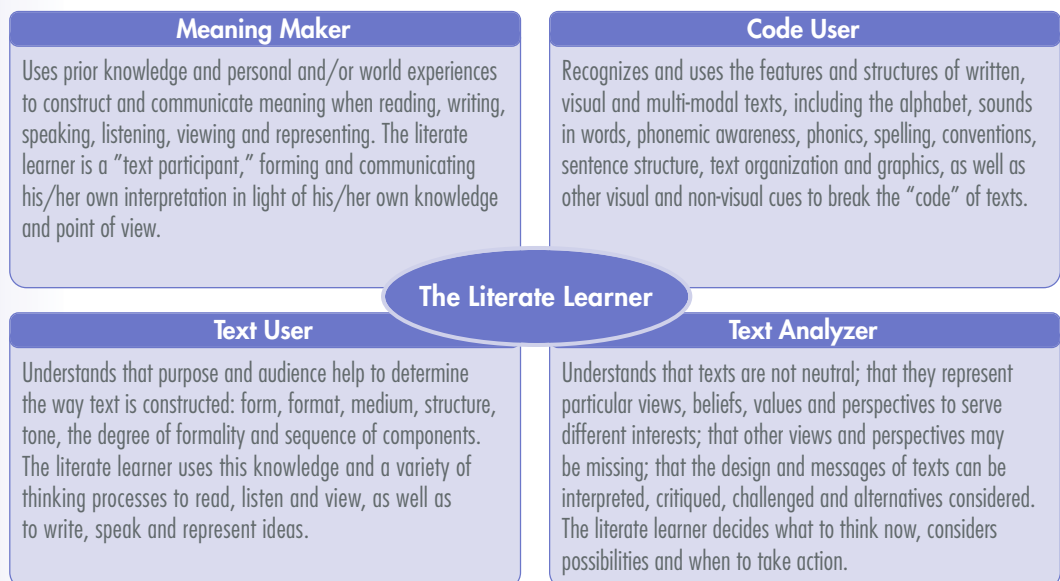 Meaning Maker
Uses prior knowledge and personal and/or world experiences
to construct and communicate meaning when reading, writing,
speaking, listening, viewing and representing. The literate
learner is a "text participant," forming and communicating
his/her own interpretation in light of his/her own knowledge
and point of view.
Code User
Recognizes and uses the features and structures of written,
visual and multi-modal texts, including the alphabet, sounds
in words, phonemic awareness, phonics, spelling, conventions,
sentence structure, text organization and graphics, as well as
other visual and non-visual cues to break the "code" of texts.
The Literate Learner
Text User
Understands that purpose and audience help to determine
the way text is constructed: form, format, medium, structure,
tone, the degree of formality and sequence of components.
The literate learner uses this knowledge and a variety of
thinking processes to read, listen and view, as well as
to write, speak and represent ideas.
Text Analyzer
Understands that texts are not neutral; that they represent
particular views, beliefs, values and perspectives to serve
different interests; that other views and perspectives may
be missing; that the design and messages of texts can be
interpreted, critiqued, challenged and alternatives considered.
The literate learner decides what to think now, considers
possibilities and when to take action.